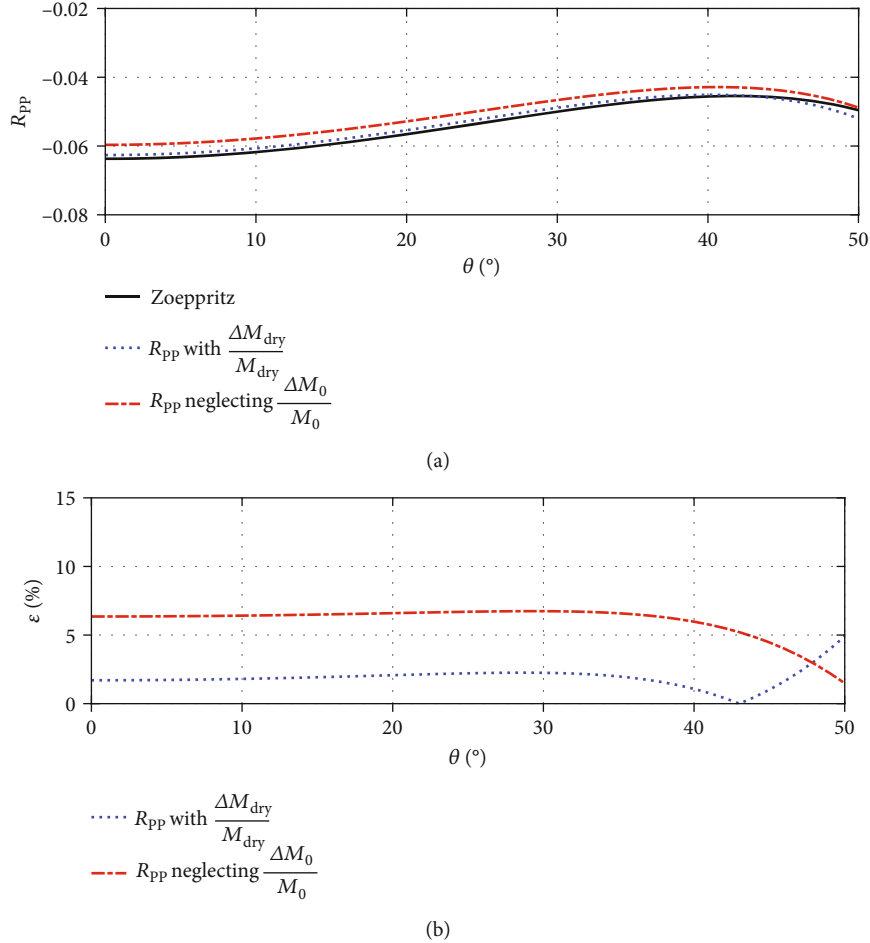 −0.02
−0.04
−0.06
−0.08
R_PP
0 10 20 30 40 50
θ (°)
Zoeppritz
R_PP with ΔM_dry / M_dry
R_PP neglecting ΔM_0 / M_0
(a)
15
10
5
0
ε (%)
0 10 20 30 40 50
θ (°)
R_PP with ΔM_dry / M_dry
R_PP neglecting ΔM_0 / M_0
(b)